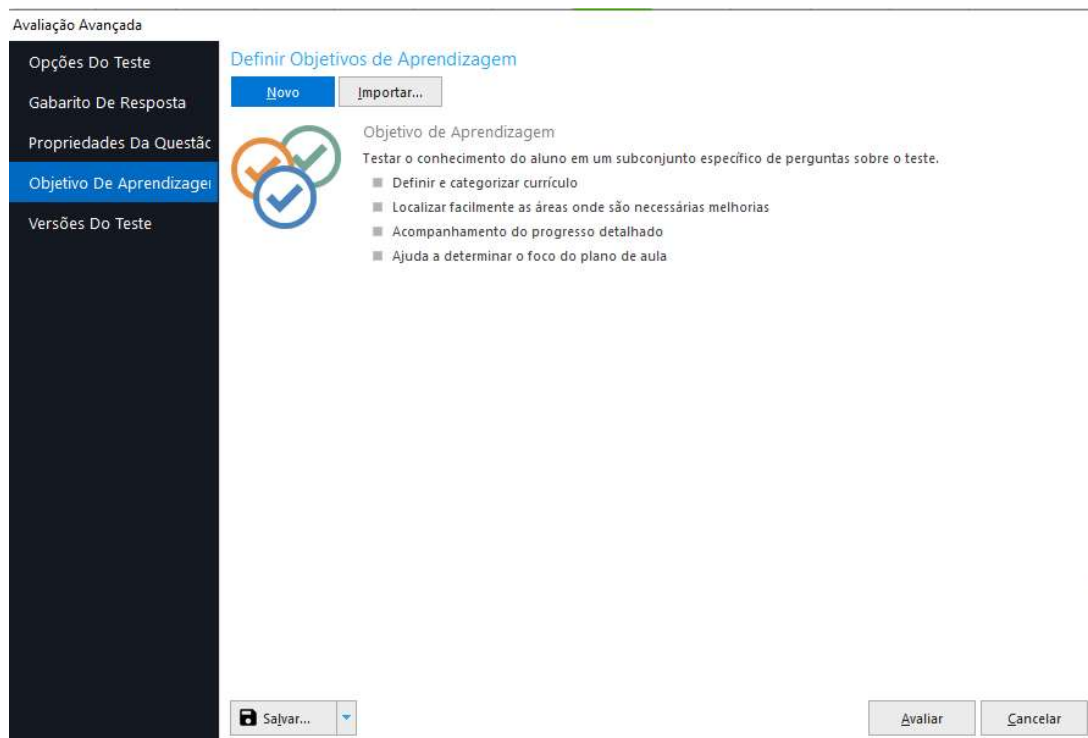 Avaliação Avançada
Opções Do Teste
Gabarito De Resposta
Propriedades Da Questão
Objetivo De Aprendizage
Versões Do Teste
Definir Objetivos de Aprendizagem
Novo
Importar...
Objetivo de Aprendizagem
Testar o conhecimento do aluno em um subconjunto específico de perguntas sobre o teste.
Definir e categorizar currículo
Localizar facilmente as áreas onde são necessárias melhorias
Acompanhamento do progresso detalhado
Ajuda a determinar o foco do plano de aula
Salvar...
Avaliar
Cancelar